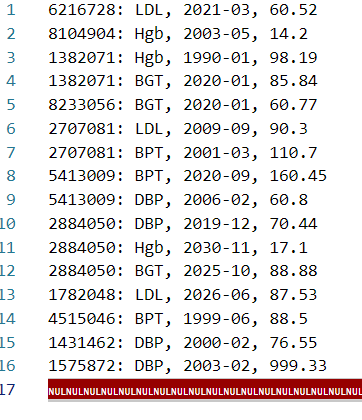 1 6216728: LDL, 2021-03, 60.52
2 8104904: Hgb, 2003-05, 14.2
3 1382071: Hgb, 1990-01, 98.19
4 1382071: BGT, 2020-01, 85.84
5 8233056: BGT, 2020-01, 60.77
6 2707081: LDL, 2009-09, 90.3
7 2707081: BPT, 2001-03, 110.7
8 5413009: BPT, 2020-09, 160.45
9 5413009: DBP, 2006-02, 60.8
10 2884050: DBP, 2019-12, 70.44
11 2884050: Hgb, 2030-11, 17.1
12 2884050: BGT, 2025-10, 88.88
13 1782048: LDL, 2026-06, 87.53
14 4515046: BPT, 1999-06, 88.5
15 1431462: DBP, 2000-02, 76.55
16 1575872: DBP, 2003-02, 999.33
17 NULNULNULNULNULNULNULNULNULNULNULNULNULNULNULNULNULNUL